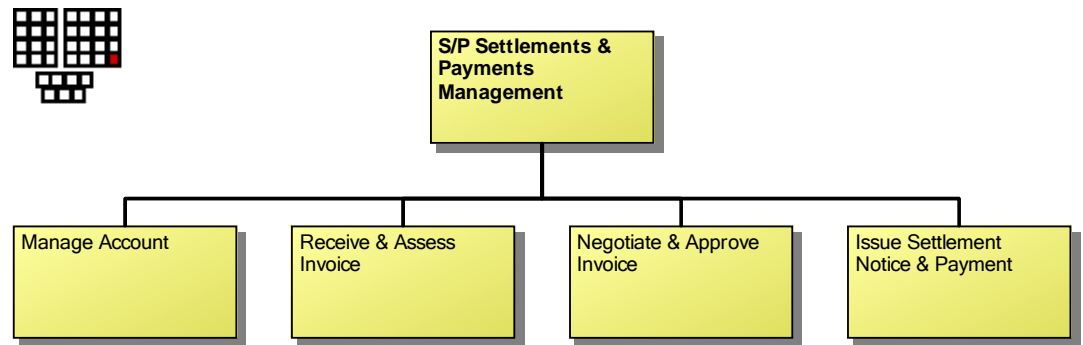 S/P Settlements &
Payments
Management
Manage Account
Receive & Assess
Invoice
Negotiate & Approve
Invoice
Issue Settlement
Notice & Payment